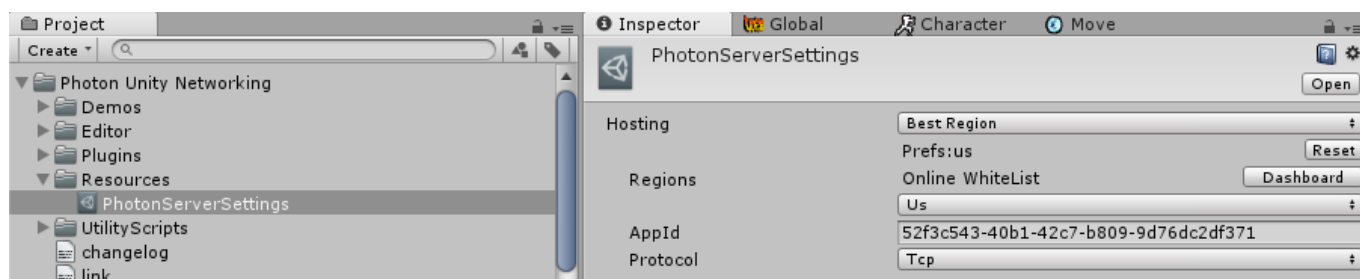 Project
Create
Photon Unity Networking
Demos
Editor
Plugins
Resources
PhotonServerSettings
UtilityScripts
changelog
link
Inspector Global Character Move
PhotonServerSettings
Open
Hosting Best Region
Prefs:us Reset
Regions Online WhiteList Dashboard
Us
AppId 52f3c543-40b1-42c7-b809-9d76dc2df371
Protocol Tcp